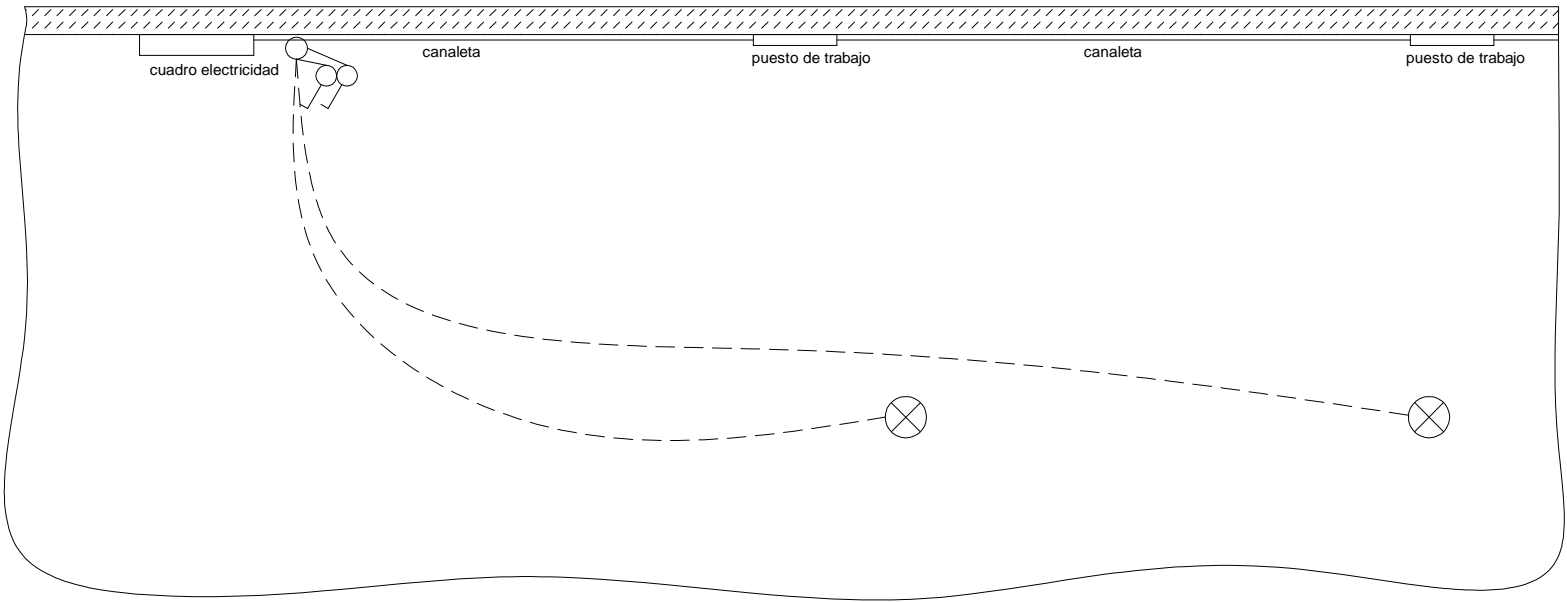 cuadro electricidad
canaleta
puesto de trabajo
canaleta
puesto de trabajo